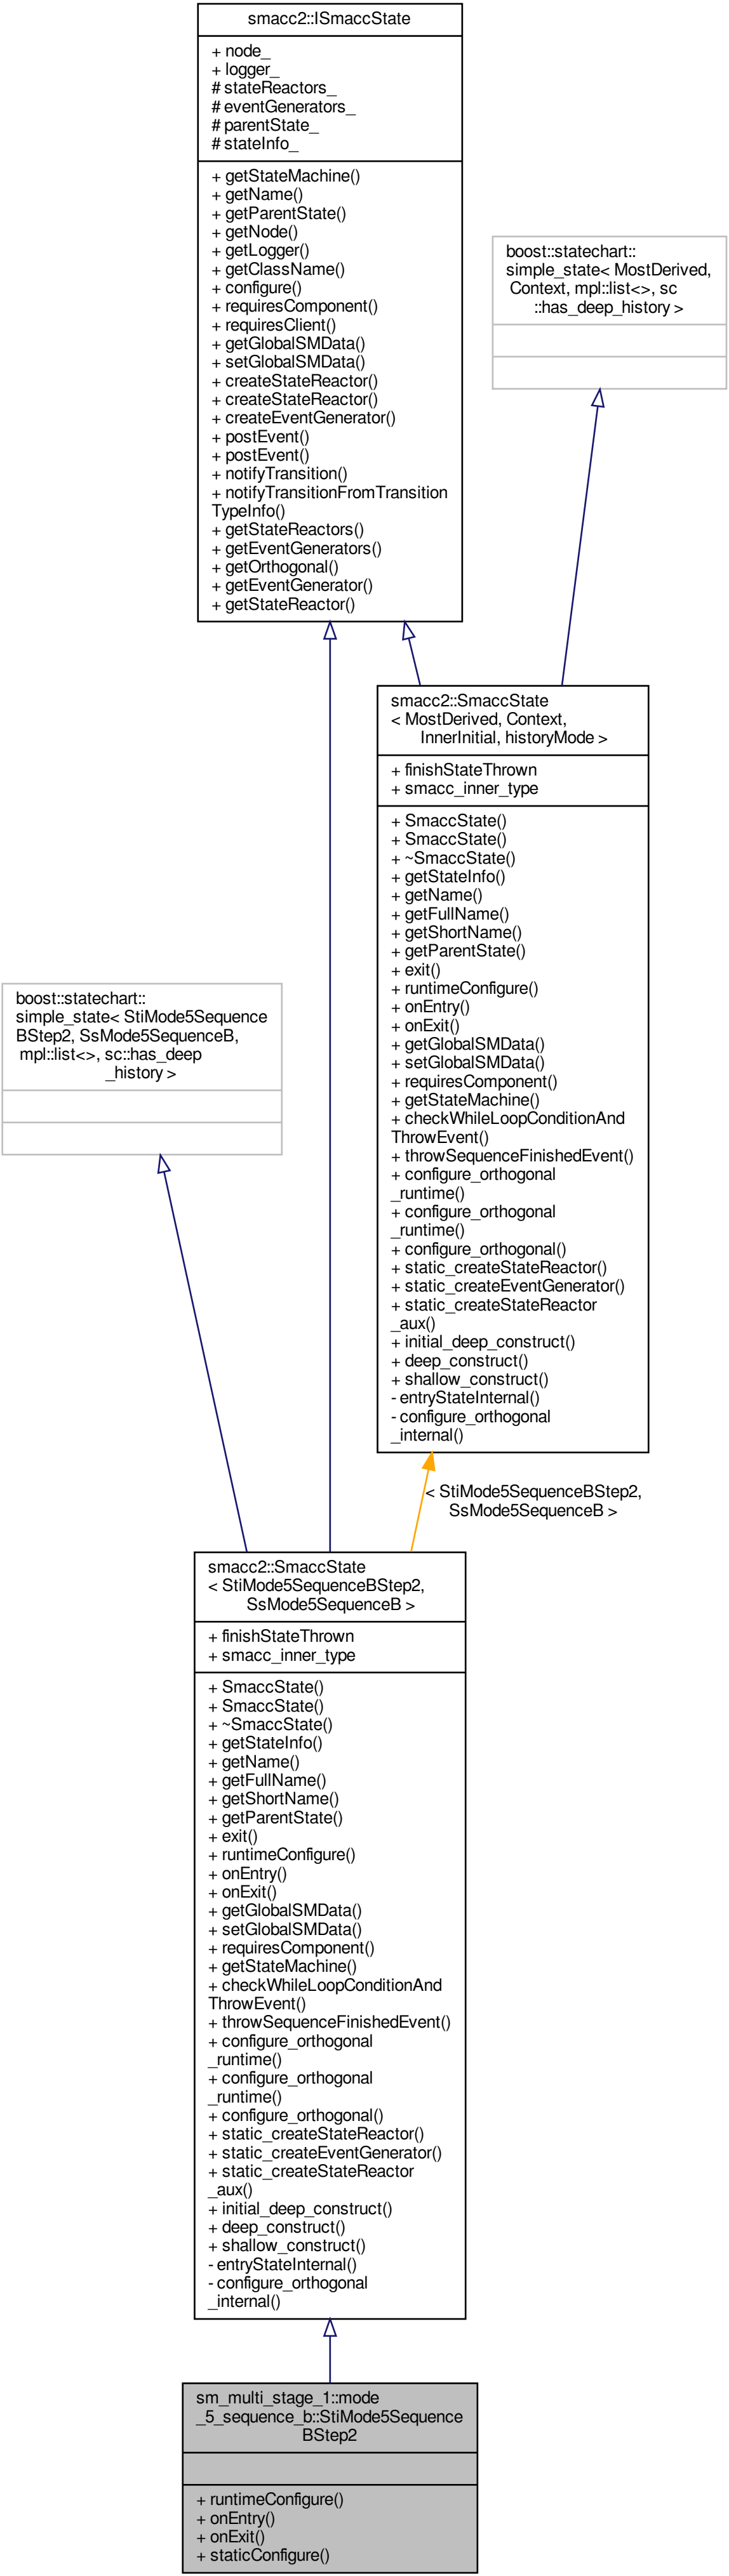 smacc2::ISmaccState
+ node_
+ logger_
# stateReactors_
# eventGenerators_
# parentState_
# stateInfo_
+ getStateMachine()
+ getName()
+ getParentState()
+ getNode()
+ getLogger()
+ getClassName()
+ configure()
+ requiresComponent()
+ requiresClient()
+ getGlobalSMData()
+ setGlobalSMData()
+ createStateReactor()
+ createStateReactor()
+ createEventGenerator()
+ postEvent()
+ postEvent()
+ notifyTransition()
+ notifyTransitionFromTransition
TypeInfo()
+ getStateReactors()
+ getEventGenerators()
+ getOrthogonal()
+ getEventGenerator()
+ getStateReactor()
boost::statechart::
simple_state< MostDerived,
Context, mpl::list<>, sc
::has_deep_history >
smacc2::SmaccState
< MostDerived, Context,
InnerInitial, historyMode >
+ finishStateThrown
+ smacc_inner_type
+ SmaccState()
+ SmaccState()
+ ~SmaccState()
+ getStateInfo()
+ getName()
+ getFullName()
+ getShortName()
+ getParentState()
+ exit()
+ runtimeConfigure()
+ onEntry()
+ onExit()
+ getGlobalSMData()
+ setGlobalSMData()
+ requiresComponent()
+ getStateMachine()
+ checkWhileLoopConditionAnd
ThrowEvent()
+ throwSequenceFinishedEvent()
+ configure_orthogonal
_runtime()
+ configure_orthogonal
_runtime()
+ configure_orthogonal()
+ static_createStateReactor()
+ static_createEventGenerator()
+ static_createStateReactor
_aux()
+ initial_deep_construct()
+ deep_construct()
+ shallow_construct()
- entryStateInternal()
- configure_orthogonal
_internal()
boost::statechart::
simple_state< StiMode5Sequence
BStep2, SsMode5SequenceB,
mpl::list<>, sc::has_deep
_history >
< StiMode5SequenceBStep2,
SsMode5SequenceB >
smacc2::SmaccState
< StiMode5SequenceBStep2,
SsMode5SequenceB >
+ finishStateThrown
+ smacc_inner_type
+ SmaccState()
+ SmaccState()
+ ~SmaccState()
+ getStateInfo()
+ getName()
+ getFullName()
+ getShortName()
+ getParentState()
+ exit()
+ runtimeConfigure()
+ onEntry()
+ onExit()
+ getGlobalSMData()
+ setGlobalSMData()
+ requiresComponent()
+ getStateMachine()
+ checkWhileLoopConditionAnd
ThrowEvent()
+ throwSequenceFinishedEvent()
+ configure_orthogonal
_runtime()
+ configure_orthogonal
_runtime()
+ configure_orthogonal()
+ static_createStateReactor()
+ static_createEventGenerator()
+ static_createStateReactor
_aux()
+ initial_deep_construct()
+ deep_construct()
+ shallow_construct()
- entryStateInternal()
- configure_orthogonal
_internal()
sm_multi_stage_1::mode
_5_sequence_b::StiMode5Sequence
BStep2
+ runtimeConfigure()
+ onEntry()
+ onExit()
+ staticConfigure()